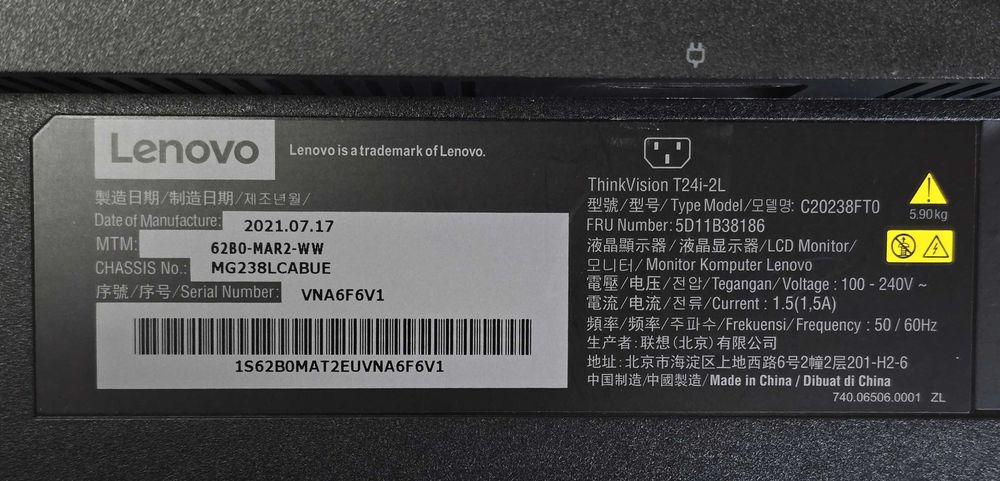 Lenovo
Lenovo is a trademark of Lenovo.
製造日期/制造日期/제조년월/
Date of Manufacture: 2021.07.17
MTM: 62B0-MAR2-WW
CHASSIS No.: MG238LCABUE
序號/序号/Serial Number: VNA6F6V1
1S62B0MAT2EUVNA6F6V1
ThinkVision T24i-2L
型號/型号/Type Model/모델명: C20238FT0
FRU Number: 5D11B38186
液晶顯示器/液晶显示器/LCD Monitor/
모니터/Monitor Komputer Lenovo
電壓/电压/전압/Tegangan/Voltage : 100 - 240V ~
電流/电流/전류/Current : 1.5(1,5A)
頻率/频率/주파수/Frekuensi/Frequency : 50 / 60Hz
生产者: 联想(北京)有限公司
地址: 北京市海淀区上地西路6号2幢2层201-H2-6
中国制造/中國製造/Made in China / Dibuat di China
740.06506.0001 ZL
5.90kg